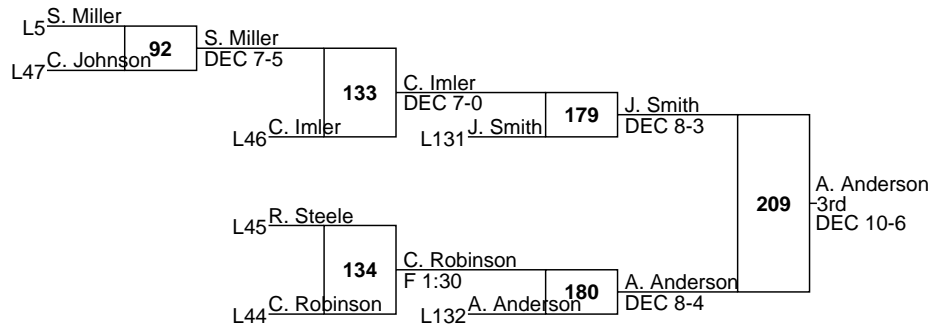 S. Miller
L5
92
S. Miller
C. Johnson
L47
DEC 7-5
133
C. Imler
DEC 7-0
C. Imler
L46
179
J. Smith
J. Smith
L131
DEC 8-3
209
A. Anderson
3rd
DEC 10-6
R. Steele
L45
134
C. Robinson
F 1:30
C. Robinson
L44
180
A. Anderson
A. Anderson
L132
DEC 8-4